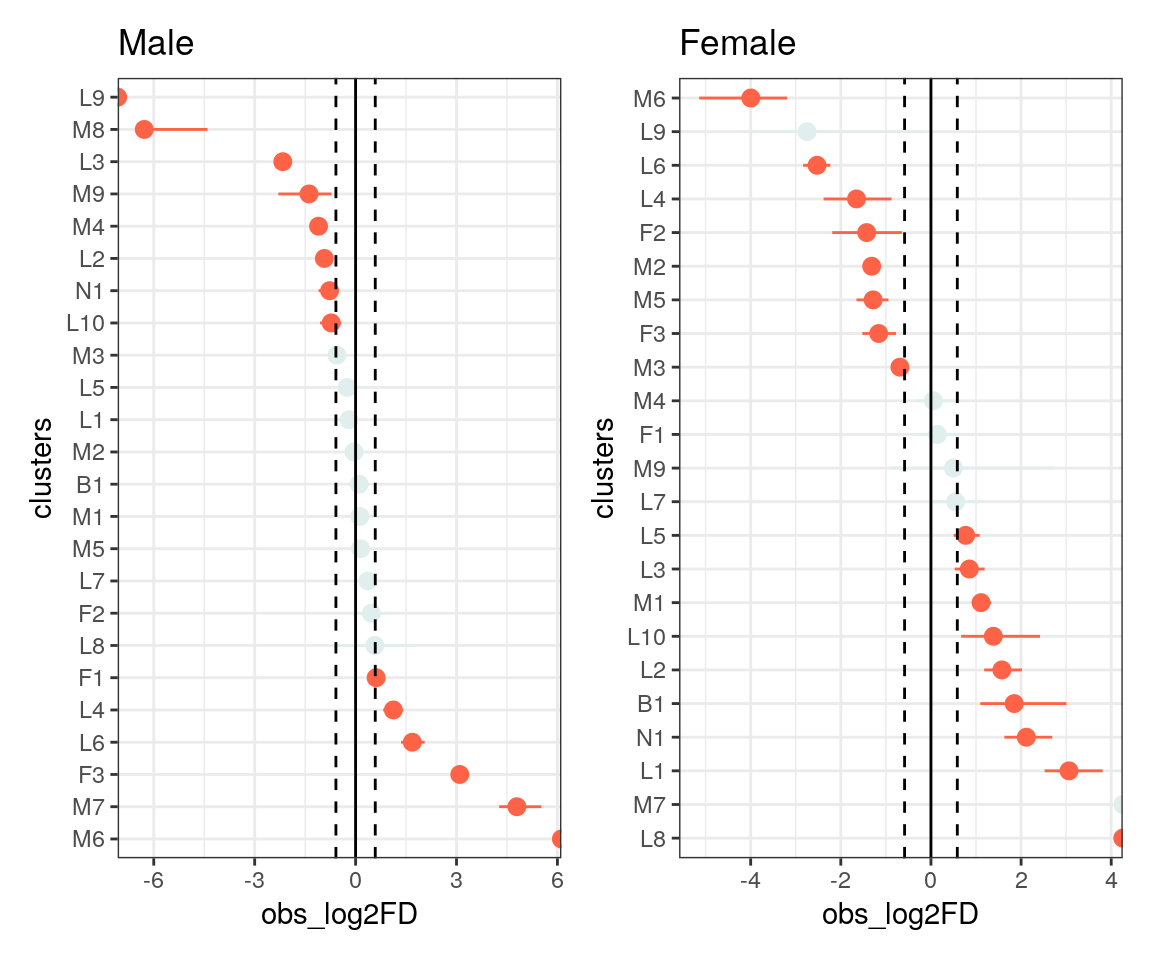 Male
L9
M8
L3
M9
M4
L2
N1
L10
M3
L5
L1
M2
B1
M1
M5
L7
F2
L8
F1
L4
L6
F3
M7
M6
clusters
-6 -3 0 3 6
obs_log2FD
Female
M6
L9
L6
L4
F2
M2
M5
F3
M3
M4
F1
M9
L7
L5
L3
M1
L10
L2
B1
N1
L1
M7
L8
clusters
-4 -2 0 2 4
obs_log2FD